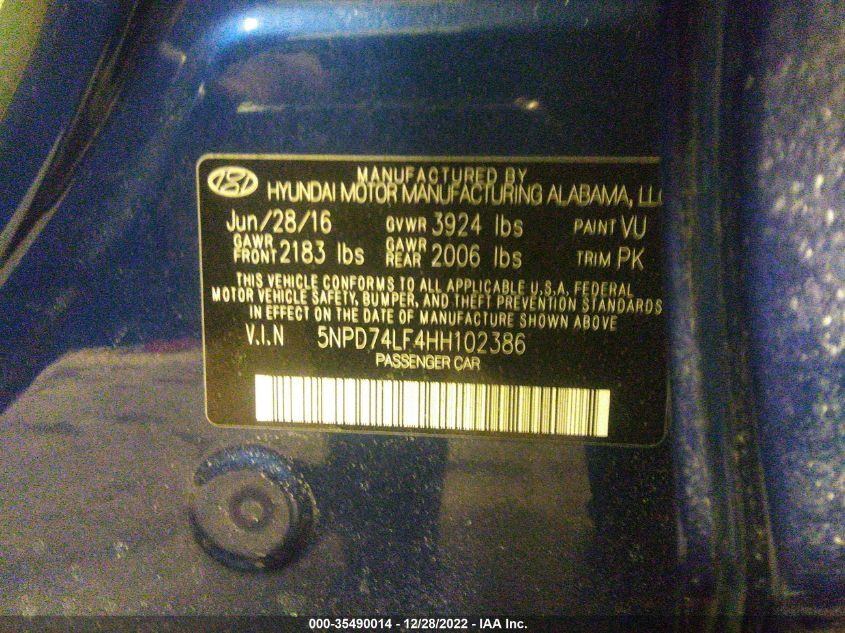 MANUFACTURED BY
HYUNDAI MOTOR MANUFACTURING ALABAMA, LLC
Jun/28/16 GVWR 3924 lbs PAINT VU
GAWR FRONT 2183 lbs GAWR REAR 2006 lbs TRIM PK
THIS VEHICLE CONFORMS TO ALL APPLICABLE U.S.A. FEDERAL
MOTOR VEHICLE SAFETY, BUMPER, AND THEFT PREVENTION STANDARDS
IN EFFECT ON THE DATE OF MANUFACTURE SHOWN ABOVE
V.I.N 5NPD74LF4HH102386
PASSENGER CAR
000-35490014 - 12/28/2022 - IAA Inc.